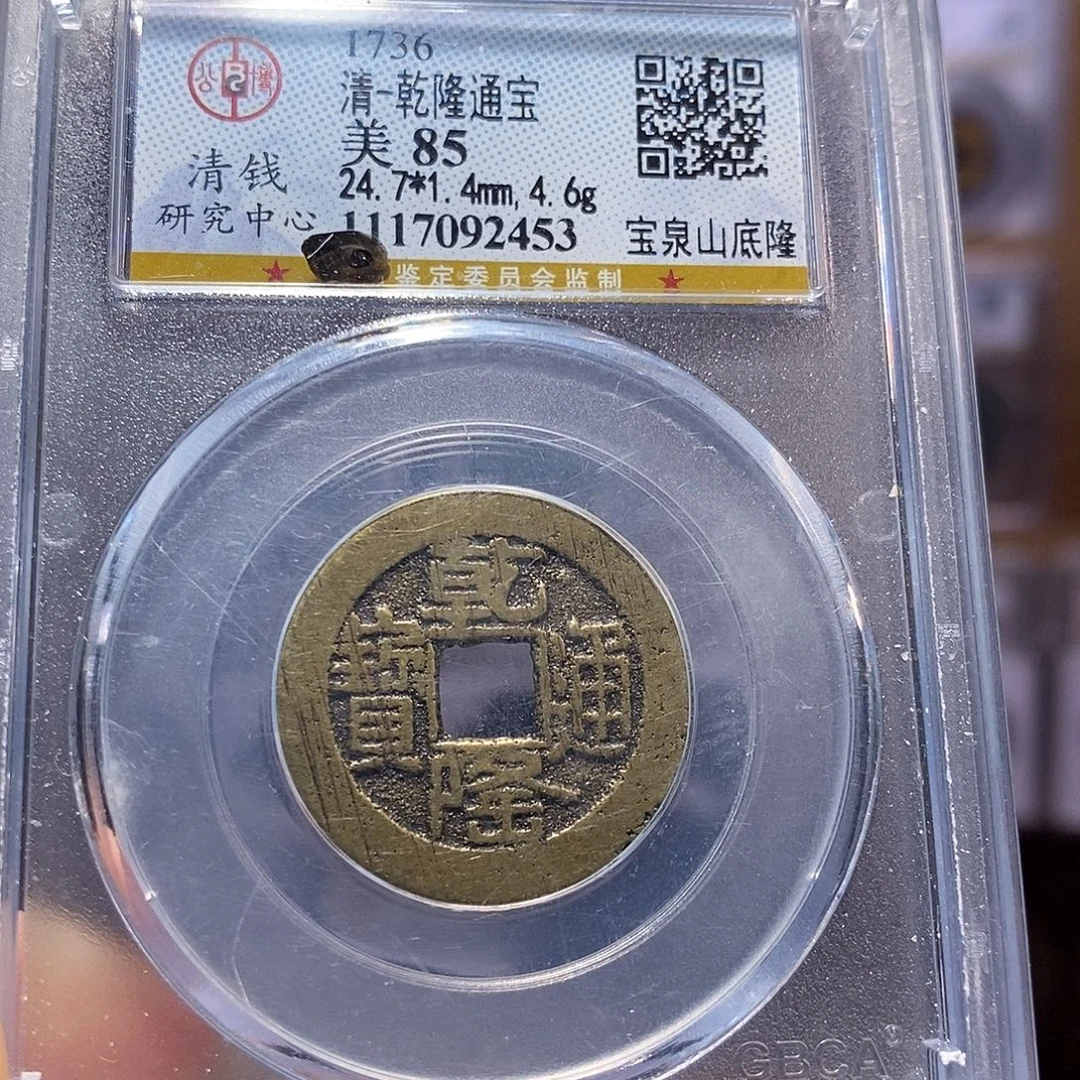 1736
清-乾隆通宝
美 85
24.7*1.4mm,4.6g
清钱
研究中心
117092453
宝泉山底隆
鉴定委员会监制
乾隆通寶
GBCA